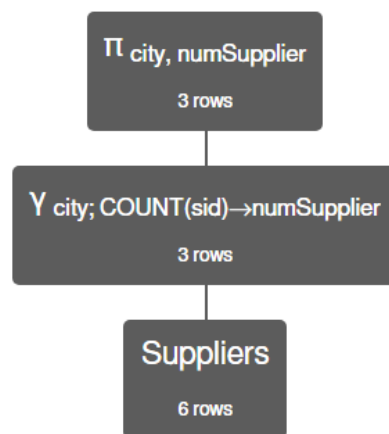 π city, numSupplier
3 rows
γ city; COUNT(sid)→numSupplier
3 rows
Suppliers
6 rows